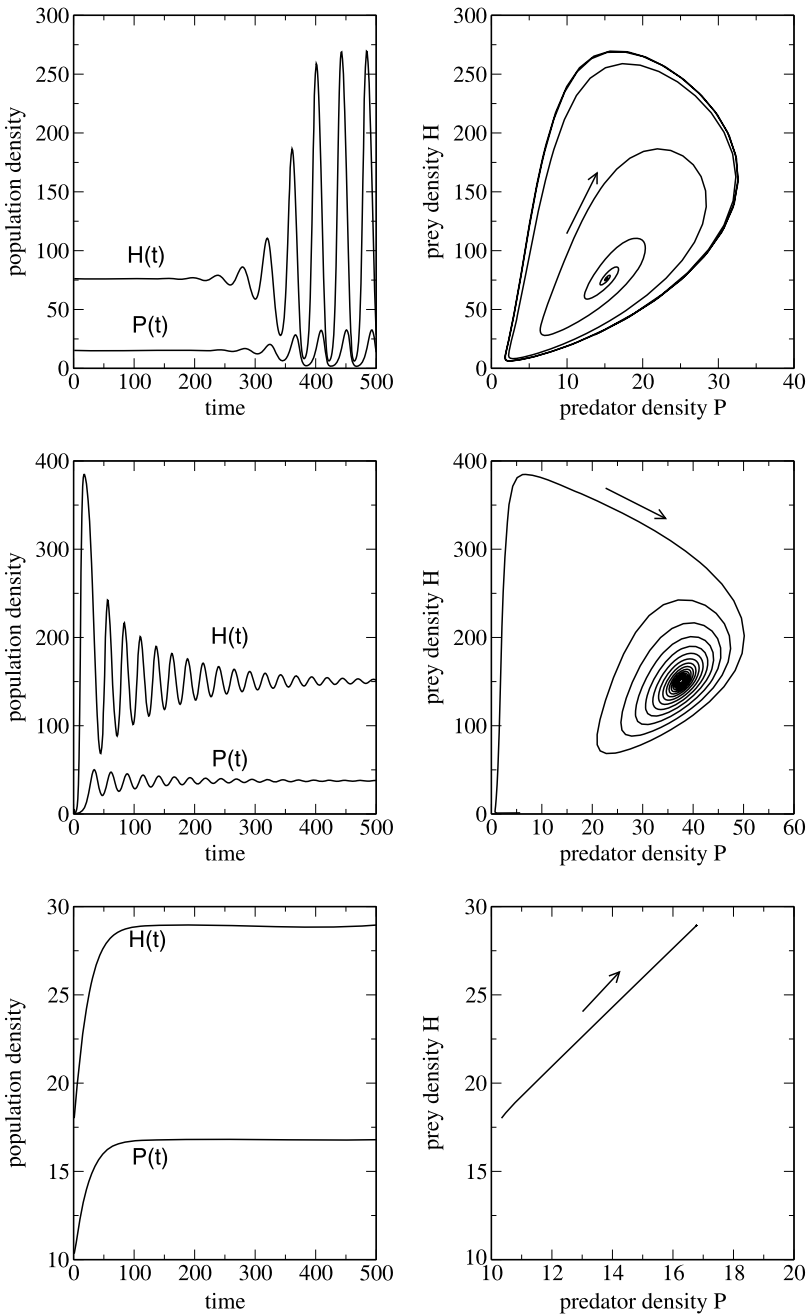 300
250
200
150
100
50
0
population density
H(t)
P(t)
0 100 200 300 400 500
time
300
250
200
150
100
50
0
prey density H
0 10 20 30 40
predator density P
400
300
200
100
0
population density
H(t)
P(t)
0 100 200 300 400 500
time
400
300
200
100
0
prey density H
0 10 20 30 40 50 60
predator density P
30
25
20
15
10
population density
H(t)
P(t)
0 100 200 300 400 500
time
30
25
20
15
10
prey density H
10 12 14 16 18 20
predator density P